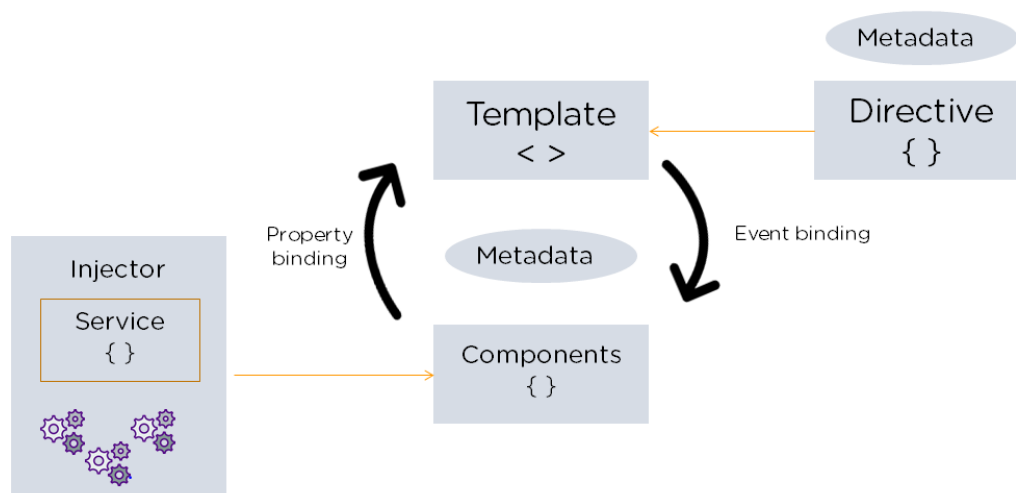 Metadata
Template
< >
Directive
{ }
Property
binding
Metadata
Event binding
Injector
Service
{ }
Components
{ }